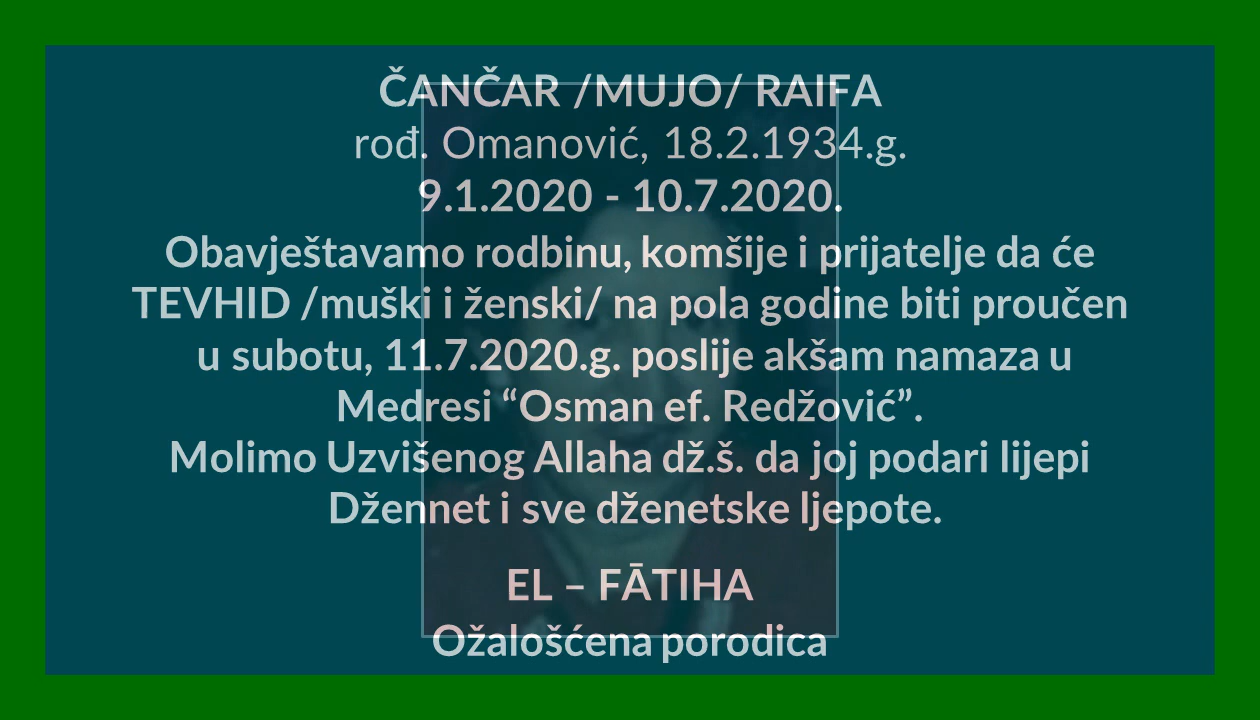 ČANČAR /MUJO/ RAIFA
rođ. Omanović, 18.2.1934.g.
9.1.2020 - 10.7.2020.
Obavještavamo rodbinu, komšije i prijatelje da će
TEVHID /muški i ženski/ na pola godine biti proučen
u subotu, 11.7.2020.g. poslije akšam namaza u
Medresi “Osman ef. Redžović”.
Molimo Uzvišenog Allaha dž.š. da joj podari lijepi
Džennet i sve dženetske ljepote.
EL – FĀTIHA
Ožalošćena porodica